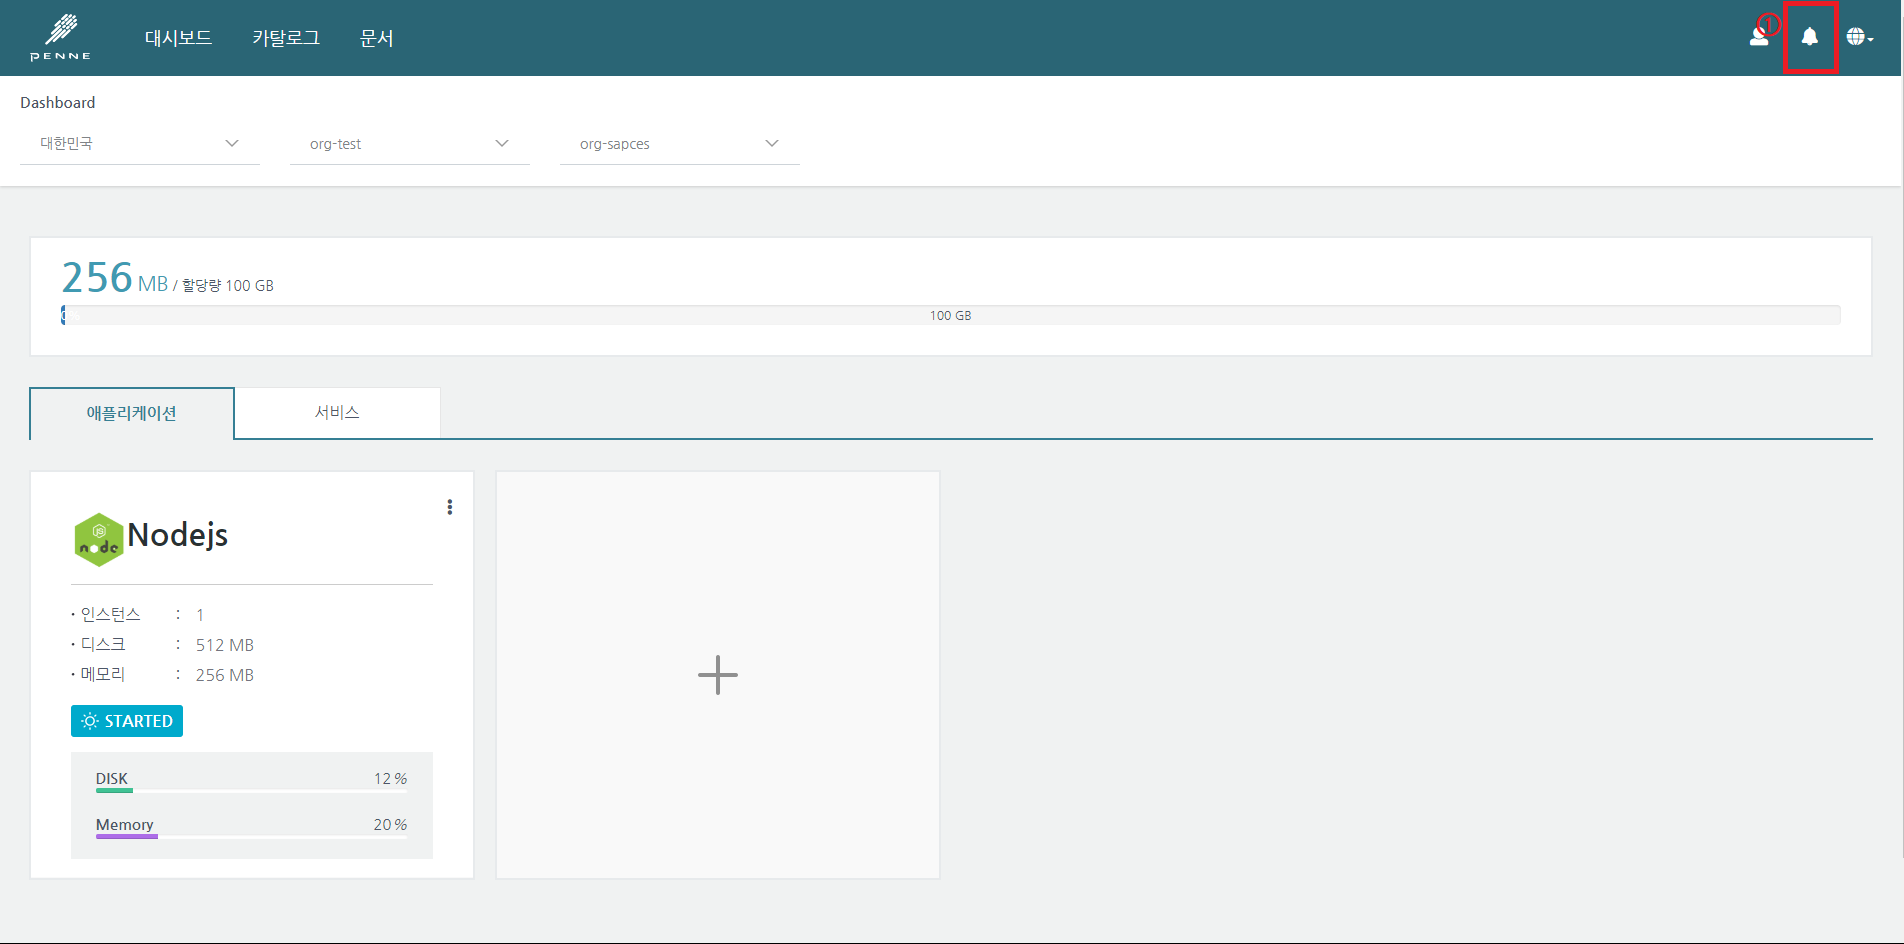 PENNE
대시보드 카탈로그 문서 ①
Dashboard
대한민국 org-test org-sapces
256 MB / 할당량 100 GB
0% 100 GB
애플리케이션 서비스
JS
node
Nodejs
· 인스턴스 : 1
· 디스크 : 512 MB
· 메모리 : 256 MB
STARTED
DISK 12 %
Memory 20 %